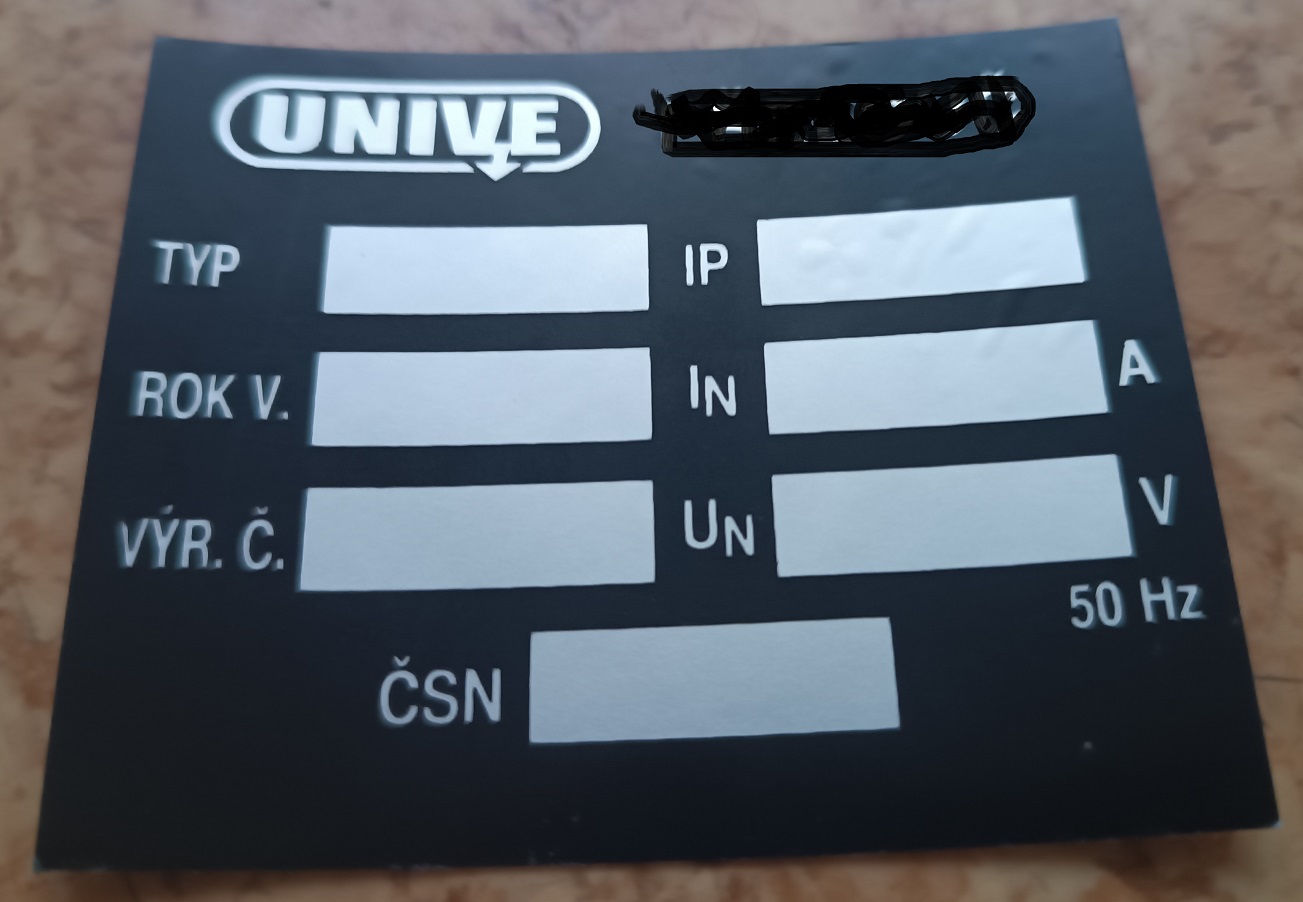 UNIVE
TYP IP
ROK V. IN A
VÝR. Č. UN V
50 Hz
ČSN